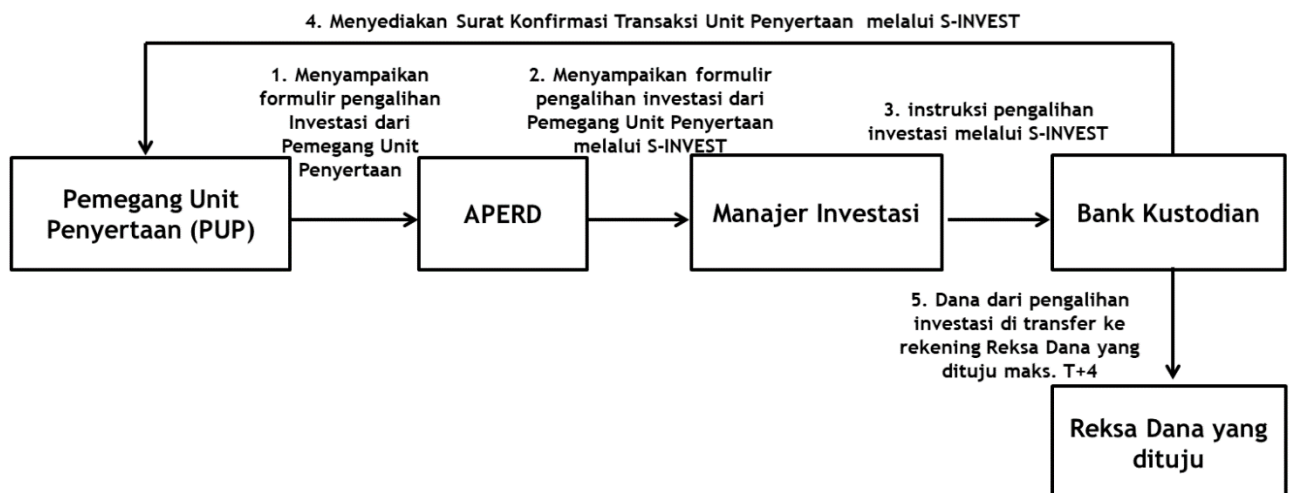 4. Menyediakan Surat Konfirmasi Transaksi Unit Penyertaan melalui S-INVEST
1. Menyampaikan
formulir pengalihan
Investasi dari
Pemegang Unit
Penyertaan
2. Menyampaikan formulir
pengalihan investasi dari
Pemegang Unit Penyertaan
melalui S-INVEST
3. instruksi pengalihan
investasi melalui S-INVEST
Pemegang Unit
Penyertaan (PUP)
APERD
Manajer Investasi
Bank Kustodian
5. Dana dari pengalihan
investasi di transfer ke
rekening Reksa Dana yang
dituju maks. T+4
Reksa Dana yang
dituju